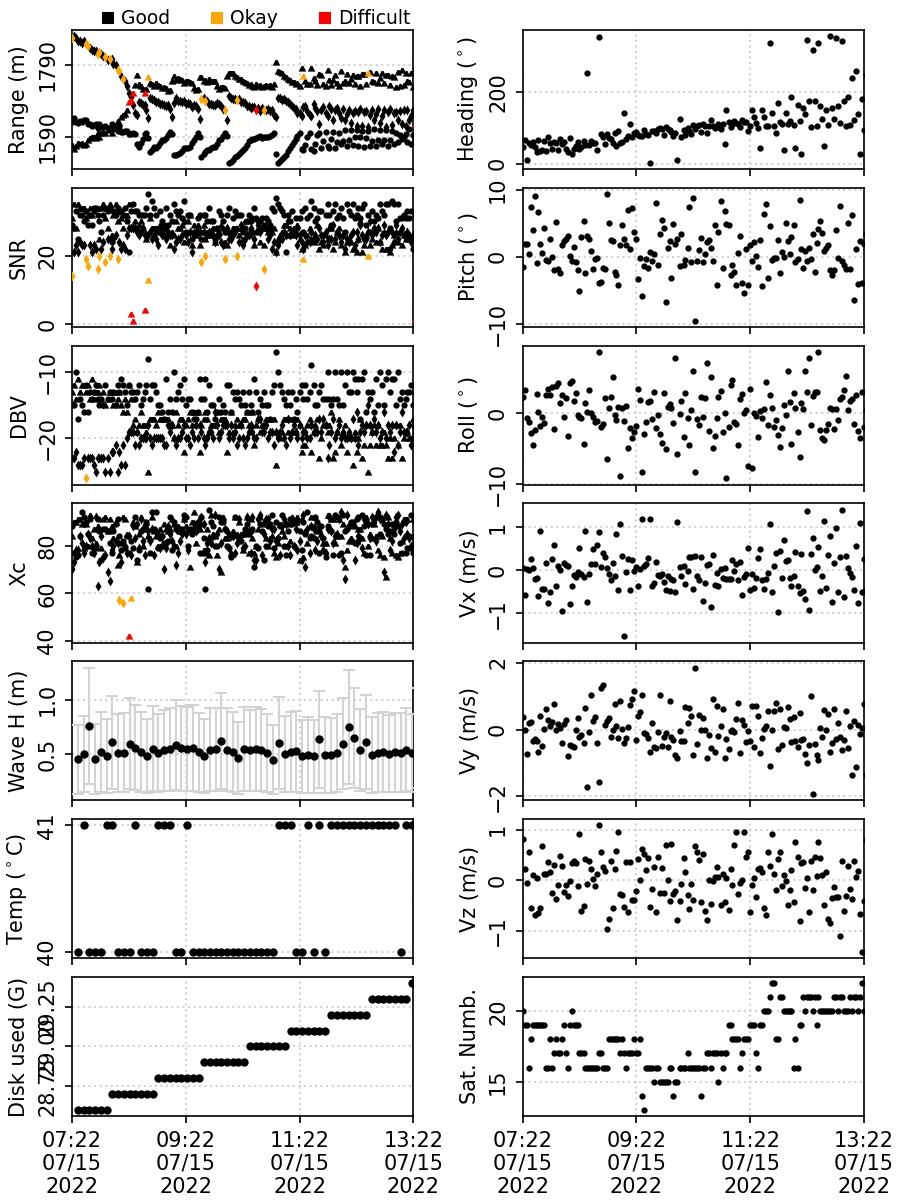 Good Okay Difficult
Range (m)
1790
1590
Heading (°)
200
0
SNR
20
0
Pitch (°)
10
0
−10
DBV
−10
−20
Roll (°)
0
−10
Xc
80
60
40
Vx (m/s)
1
0
−1
Wave H (m)
1.0
0.5
Vy (m/s)
2
0
−2
Temp (°C)
41
40
Vz (m/s)
1
0
−1
Disk used (G)
29.25
29.00
28.75
Sat. Numb.
20
15
07:22 09:22 11:22 13:22
07/15 07/15 07/15 07/15
2022 2022 2022 2022
07:22 09:22 11:22 13:22
07/15 07/15 07/15 07/15
2022 2022 2022 2022